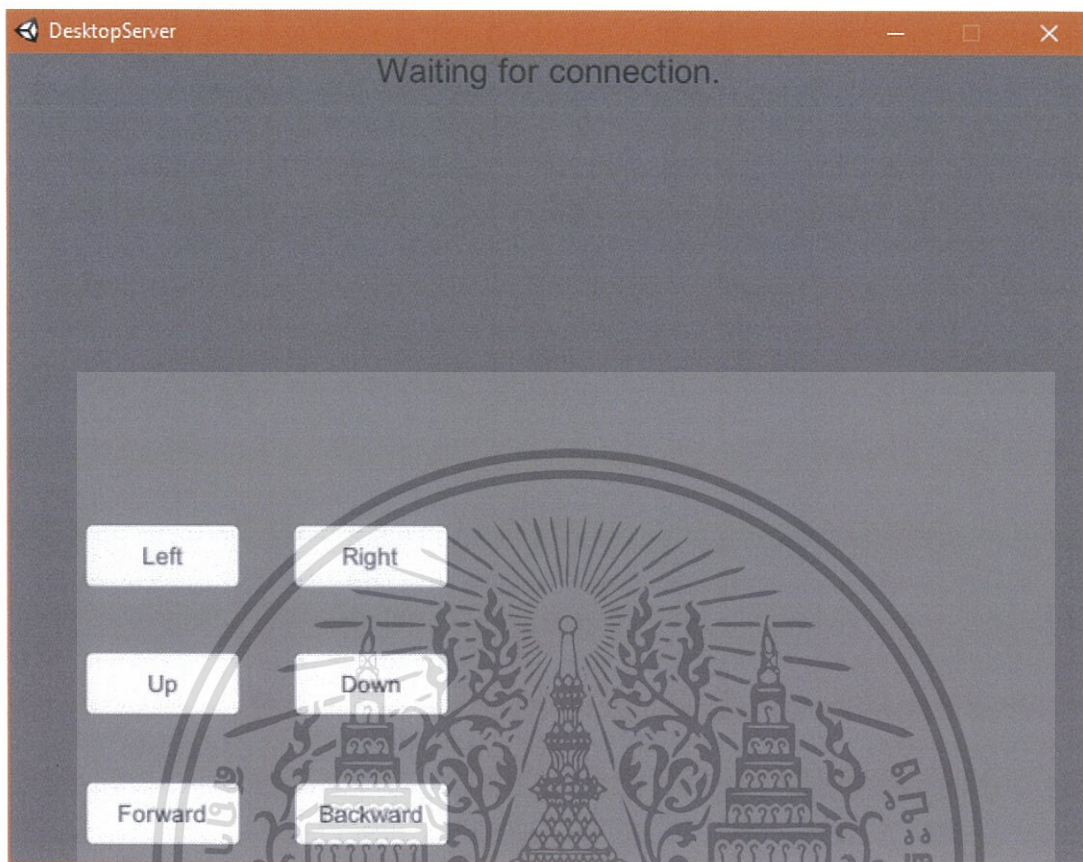 DesktopServer
Waiting for connection.
Left Right
Up Down
Forward Backward